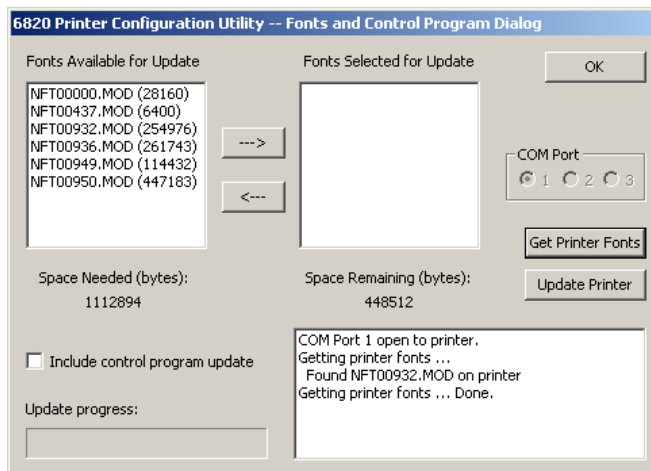 6820 Printer Configuration Utility -- Fonts and Control Program Dialog
Fonts Available for Update
NFT00000.MOD (28160)
NFT00437.MOD (6400)
NFT00932.MOD (254976)
NFT00936.MOD (261743)
NFT00949.MOD (114432)
NFT00950.MOD (447183)
--->
<---
Fonts Selected for Update
OK
COM Port
1 2 3
Get Printer Fonts
Update Printer
Space Needed (bytes):
1112894
Space Remaining (bytes):
448512
Include control program update
Update progress:
COM Port 1 open to printer.
Getting printer fonts ...
Found NFT00932.MOD on printer
Getting printer fonts ... Done.